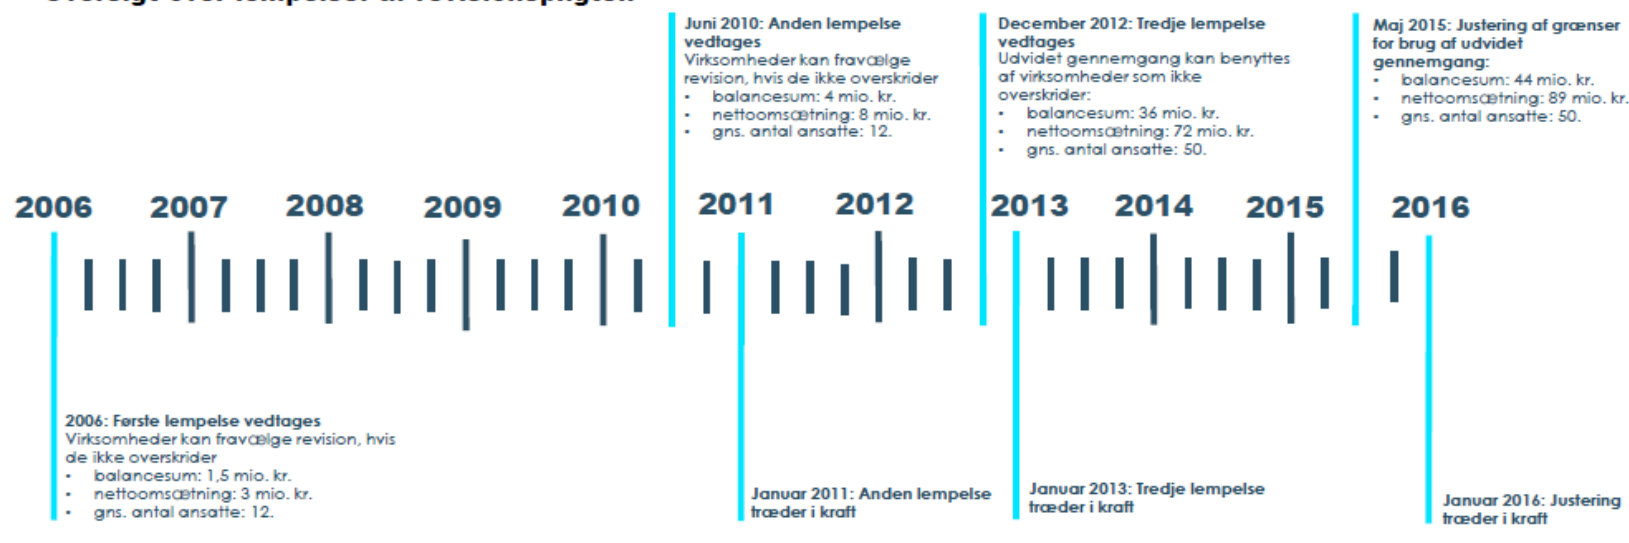 Oversigt over lempelser af revisionspligten
Juni 2010: Anden lempelse
vedtages
Virksomheder kan fravælge
revision, hvis de ikke overskrider
• balancesum: 4 mio. kr.
• nettoomsætning: 8 mio. kr.
• gns. antal ansatte: 12.
December 2012: Tredje lempelse
vedtages
Udvidet gennemgang kan benyttes
af virksomheder som ikke
overskrider:
• balancesum: 36 mio. kr.
• nettoomsætning: 72 mio. kr.
• gns. antal ansatte: 50.
Maj 2015: Justering af grænser
for brug af udvidet
gennemgang:
• balancesum: 44 mio. kr.
• nettoomsætning: 89 mio. kr.
• gns. antal ansatte: 50.
2006 2007 2008 2009 2010 2011 2012 2013 2014 2015 2016
2006: Første lempelse vedtages
Virksomheder kan fravælge revision, hvis
de ikke overskrider
• balancesum: 1,5 mio. kr.
• nettoomsætning: 3 mio. kr.
• gns. antal ansatte: 12.
Januar 2011: Anden lempelse
træder i kraft
Januar 2013: Tredje lempelse
træder i kraft
Januar 2016: Justering
træder i kraft